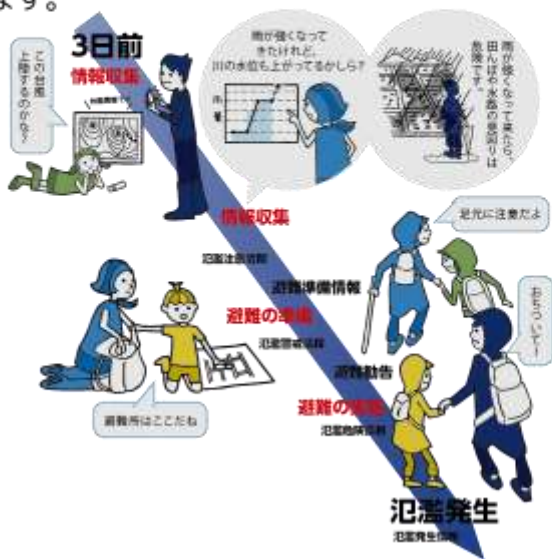 ます。
3日前
情報収集
この台風
上陸するのかな?
雨が強くなって
きたけれど、
川の水位も上がってるかしら?
雨量
雨が強くなって来たら、
田んぼや水路の見回りは
危険です。
情報収集
氾濫注意情報
足元に注意だよ
避難準備情報
避難の準備
氾濫警戒情報
おちついて〜
避難勧告
避難所はここだね
避難の
氾濫危険情報
氾濫発生
氾濫発生情報